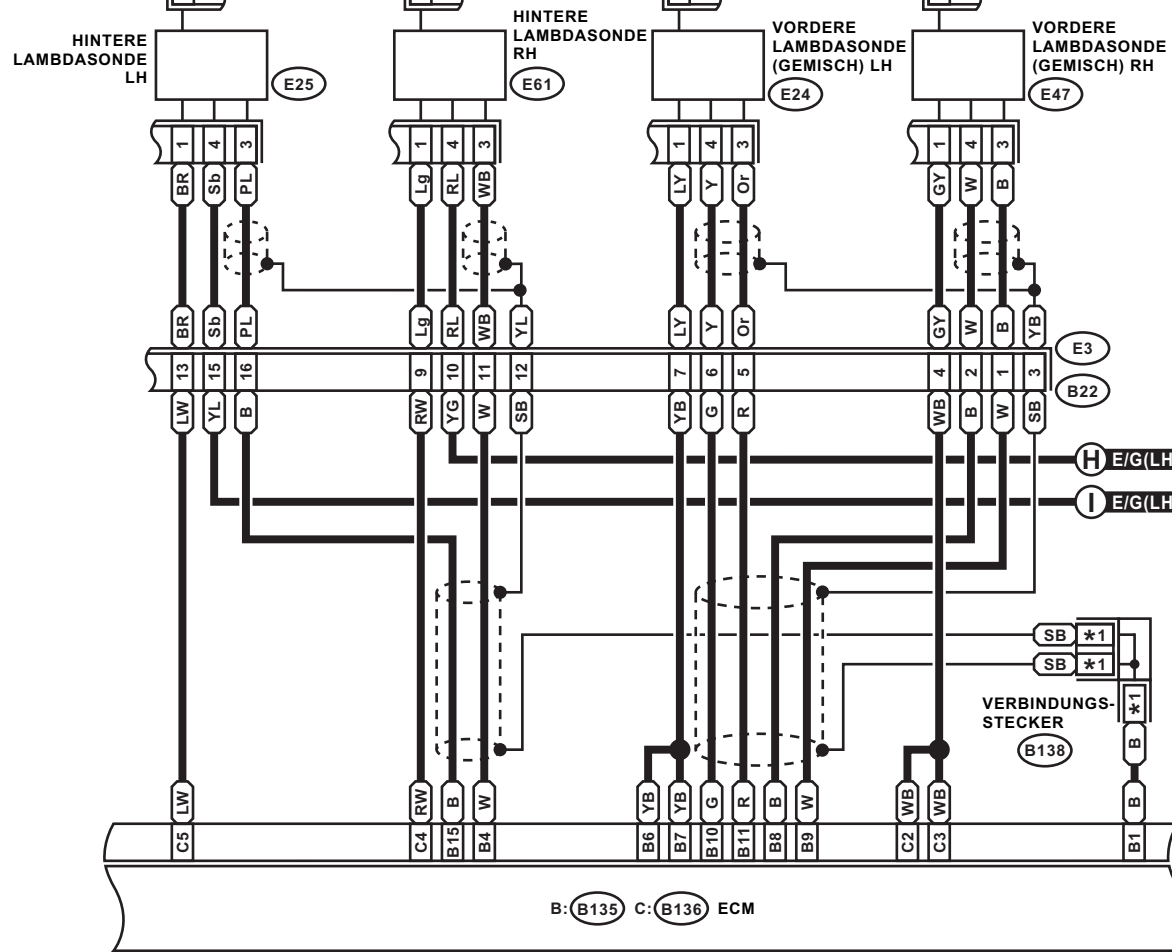 HINTERE
LAMBDASONDE
LH
E25
HINTERE
LAMBDASONDE
RH
E61
VORDERE
LAMBDASONDE
(GEMISCH) LH
E24
VORDERE
LAMBDASONDE
(GEMISCH) RH
E47
1 4 3 1 4 3 1 4 3 1 4 3
BR Sb PL Lg RL WB LY Y Or GY W B
BR Sb PL Lg RL WB YL LY Y Or GY W B YB
E3
13 15 16 9 10 11 12 7 6 5 4 2 1 3
B22
LW YL B RW YG W SB YB G R WB B W SB
H E/G(LH
I E/G(LH
SB *1
SB *1
*1
VERBINDUNGS-
STECKER
B138
B
LW RW B W YB YB G R B W WB WB B
C5 C4 B15 B4 B6 B7 B10 B11 B8 B9 C2 C3 B1
B: B135 C: B136 ECM